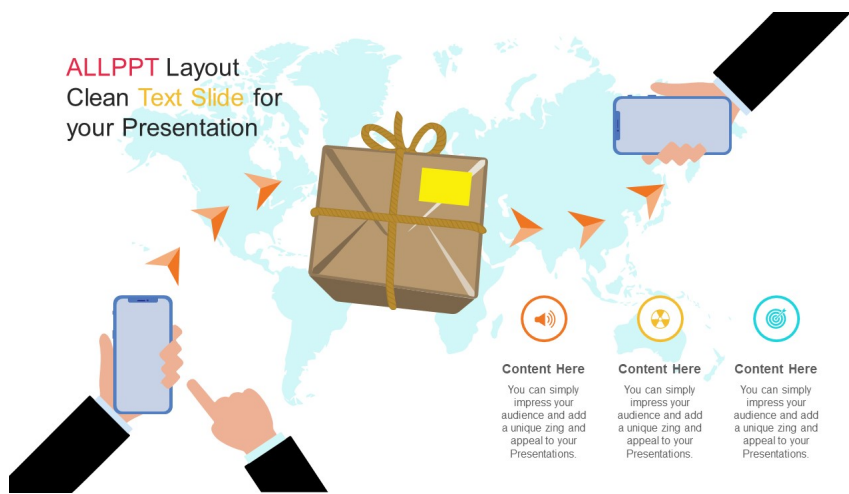 ALLPPT Layout
Clean Text Slide for
your Presentation
Content Here
You can simply
impress your
audience and add
a unique zing and
appeal to your
Presentations.
Content Here
You can simply
impress your
audience and add
a unique zing and
appeal to your
Presentations.
Content Here
You can simply
impress your
audience and add
a unique zing and
appeal to your
Presentations.